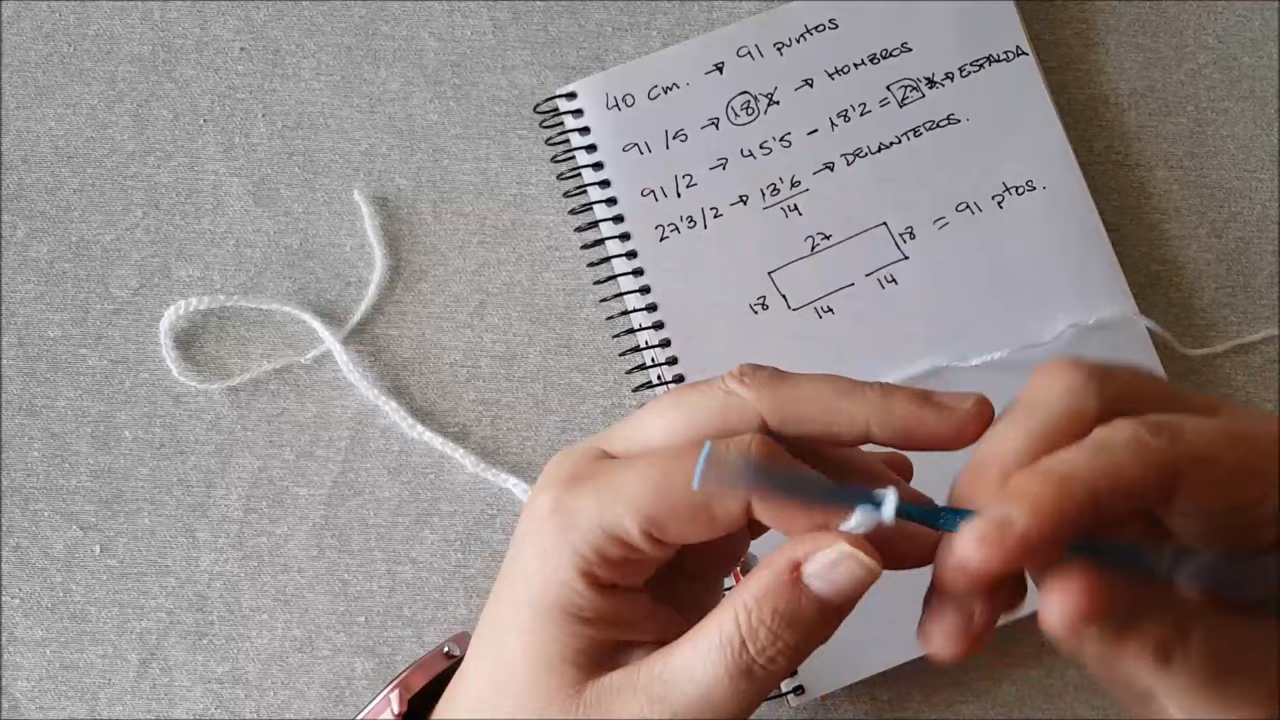 40 cm. → 91 puntos
91/5 → 18'2 → HOMBROS
91/2 → 45'5 - 18'2 = 27'3 → ESPALDA
27'3/2 → 13'6 → DELANTEROS.
14
27
18
18
14
14
= 91 ptos.